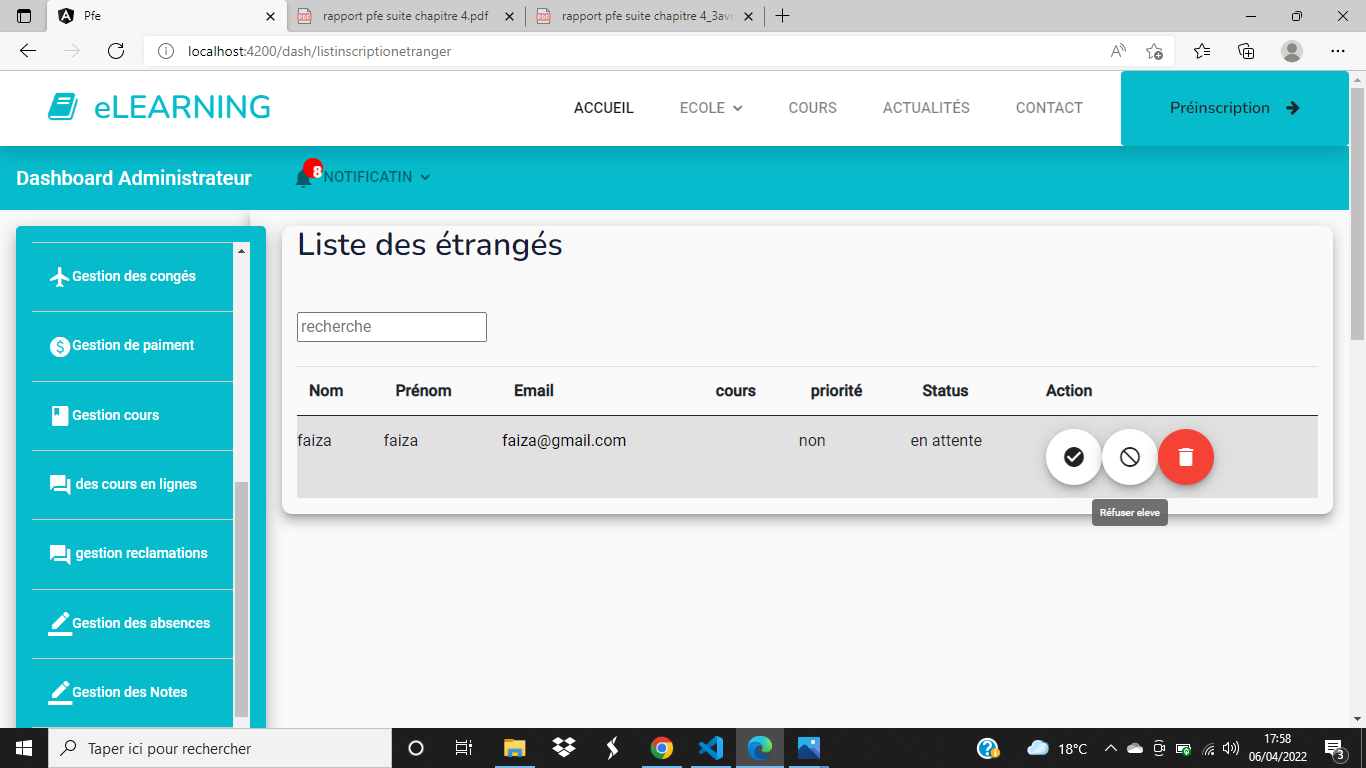 Pfe
rapport pfe suite chapitre 4.pdf
rapport pfe suite chapitre 4_3avr
localhost:4200/dash/listinscriptionetranger
eLEARNING
ACCUEIL
ECOLE
COURS
ACTUALITÉS
CONTACT
Préinscription
Dashboard Administrateur
8
NOTIFICATIN
Gestion des congés
Gestion de paiment
Gestion cours
des cours en lignes
gestion reclamations
Gestion des absences
Gestion des Notes
Liste des étrangés
recherche
Nom Prénom Email cours priorité Status Action
faiza faiza faiza@gmail.com non en attente
Réfuser eleve
Taper ici pour rechercher
18°C
17:58
06/04/2022
3